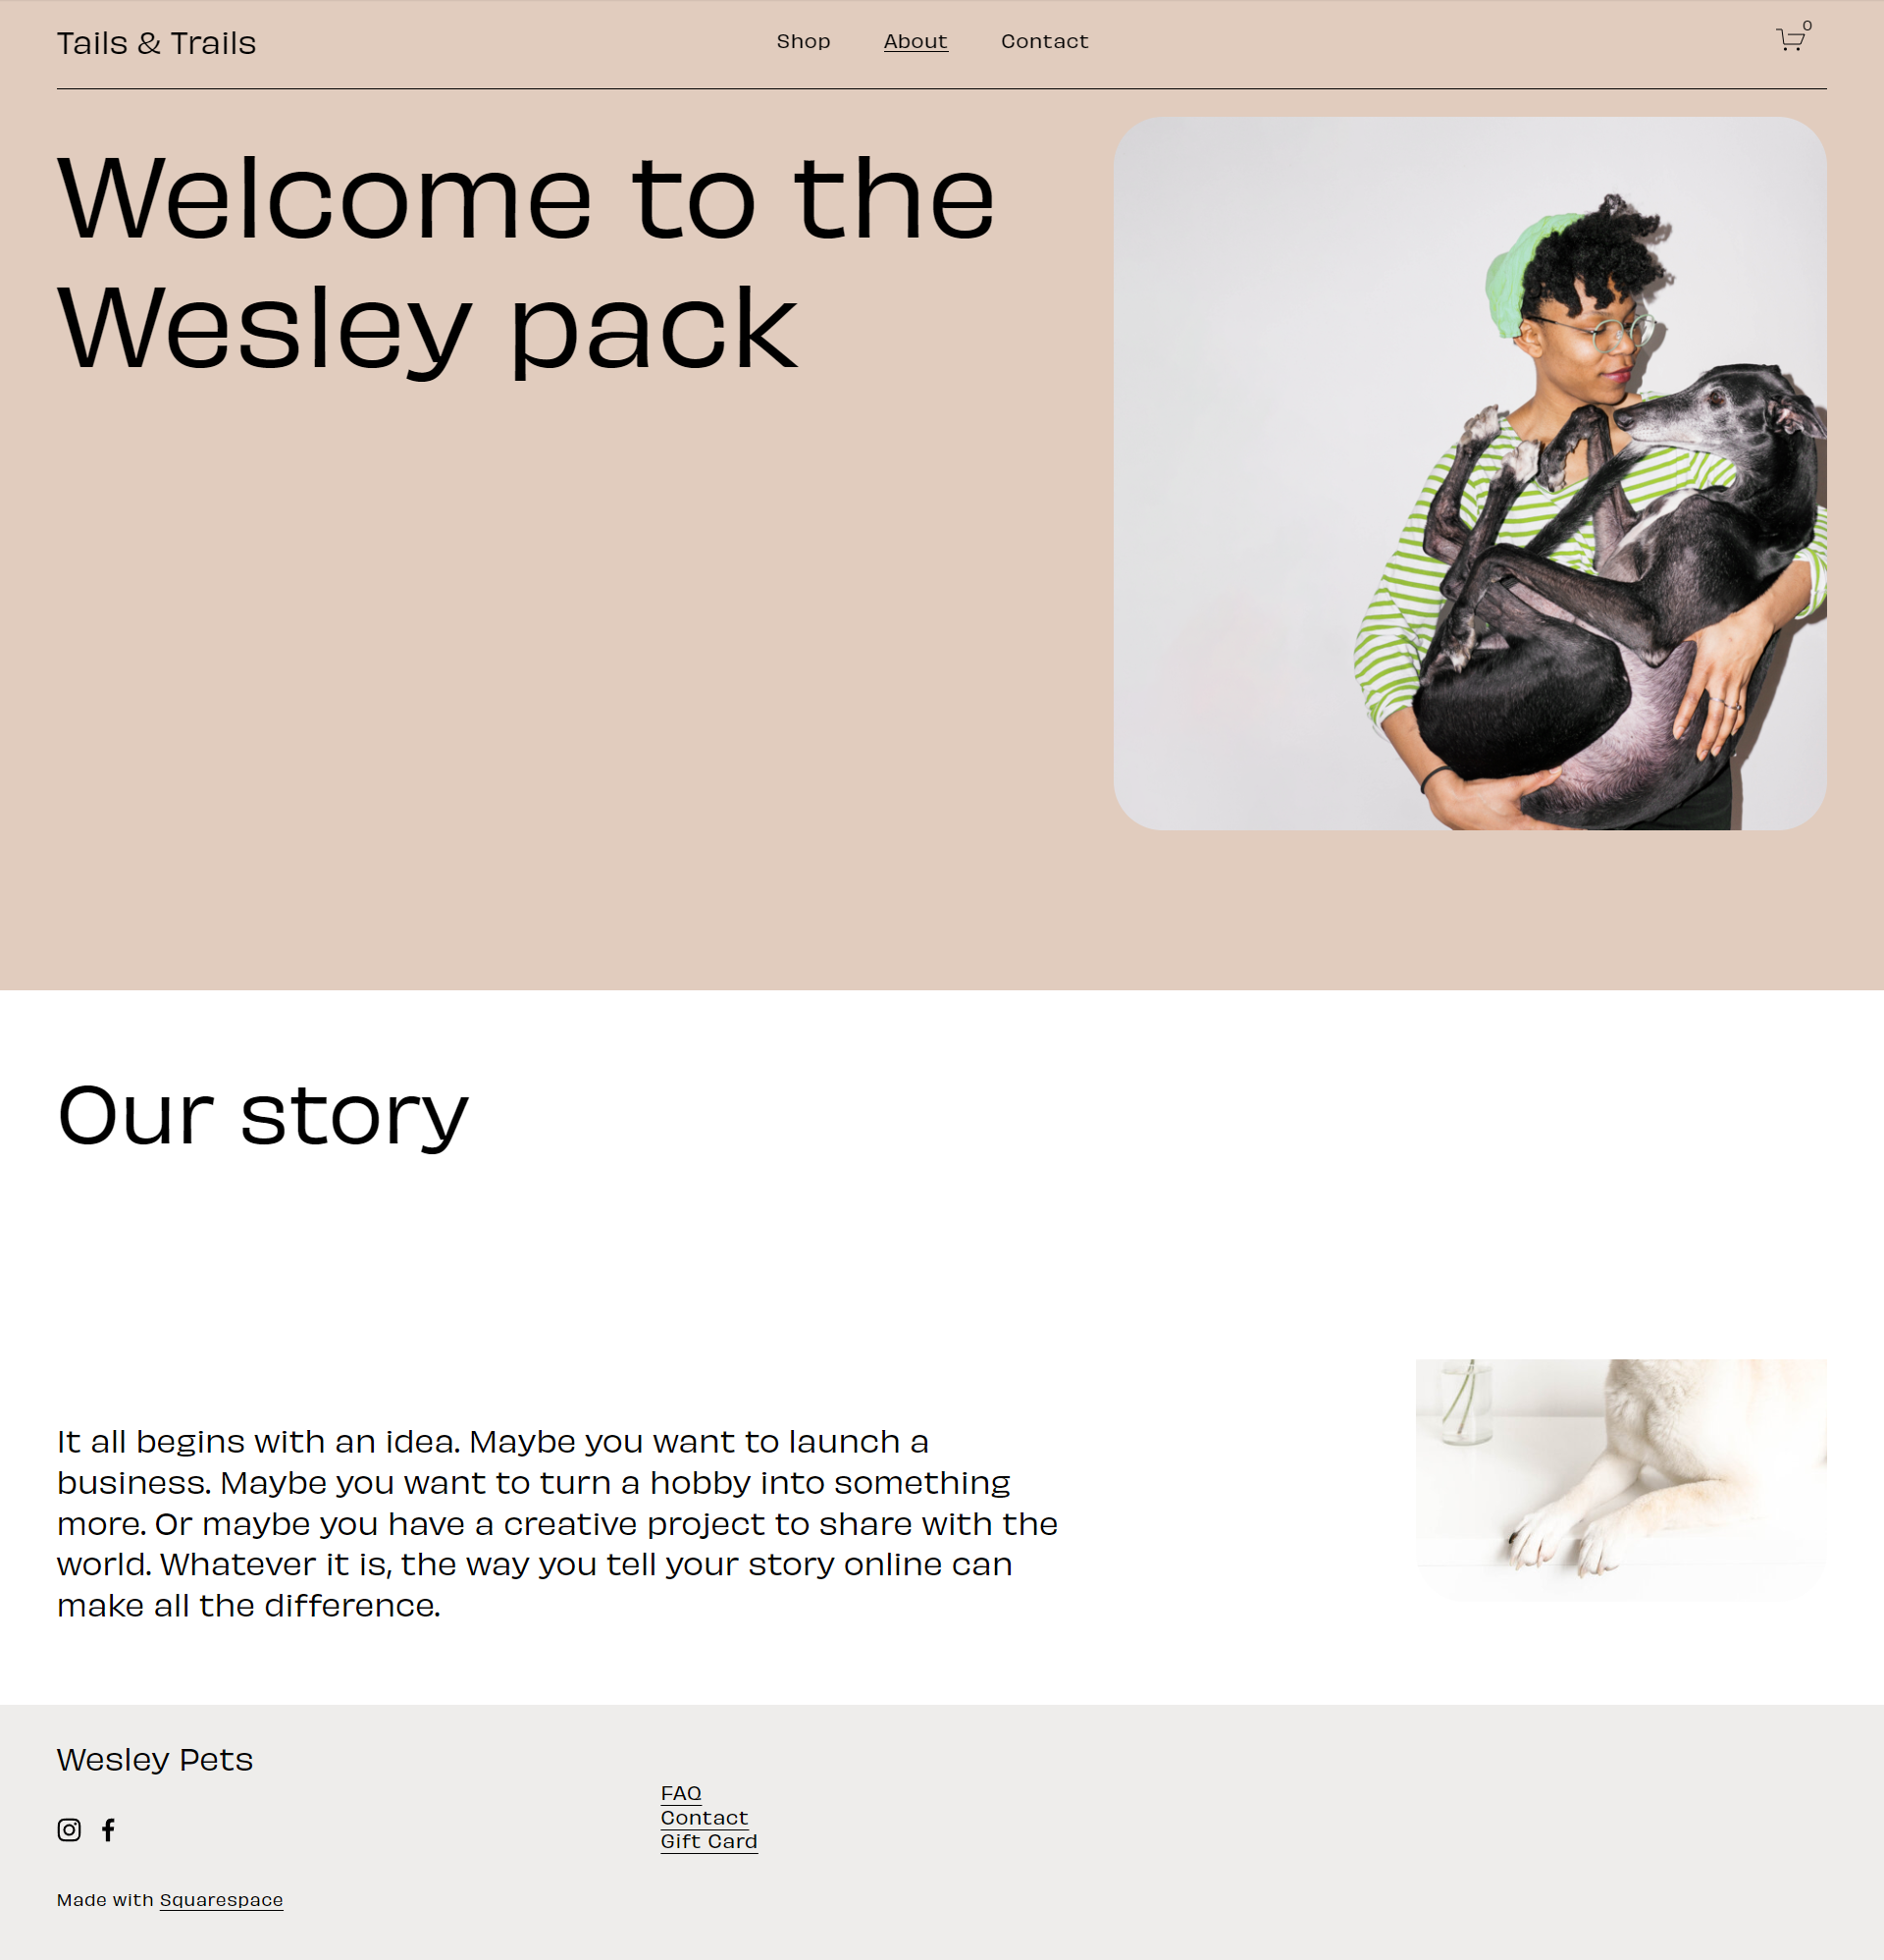 Tails & Trails
Shop
About
Contact
0
Welcome to the
Wesley pack
Our story
It all begins with an idea. Maybe you want to launch a
business. Maybe you want to turn a hobby into something
more. Or maybe you have a creative project to share with the
world. Whatever it is, the way you tell your story online can
make all the difference.
Wesley Pets
FAQ
Contact
Gift Card
Made with Squarespace